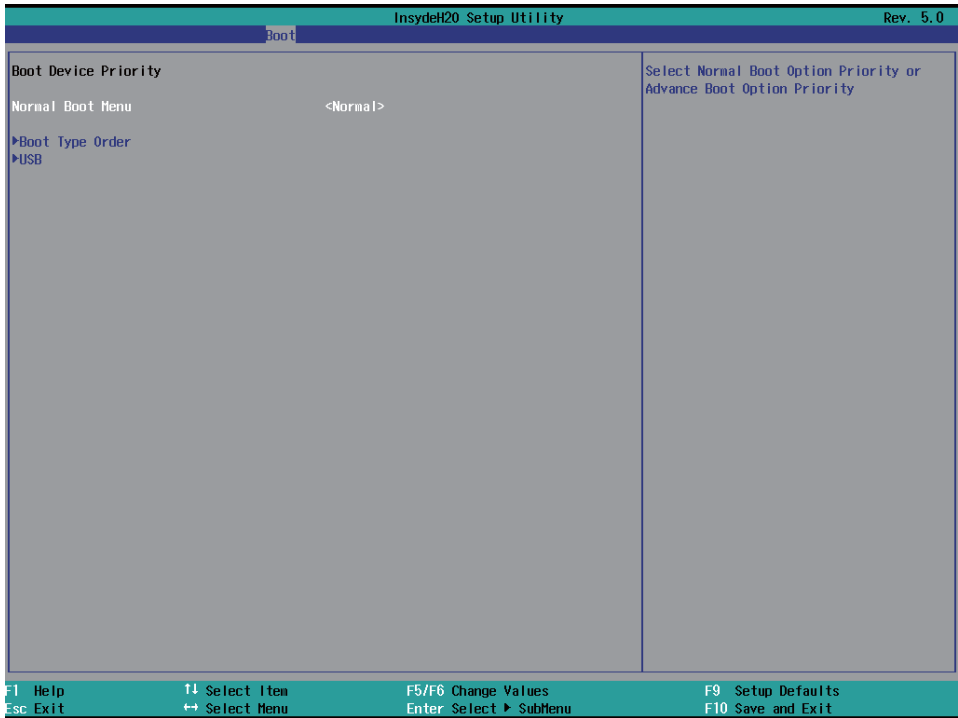 InsydeH20 Setup Utility Rev. 5.0
Boot
Boot Device Priority
Normal Boot Menu <Normal>
▶Boot Type Order
▶USB
Select Normal Boot Option Priority or
Advance Boot Option Priority
F1 Help ↑↓ Select Item F5/F6 Change Values F9 Setup Defaults
Esc Exit ↔ Select Menu Enter Select ▶ SubMenu F10 Save and Exit